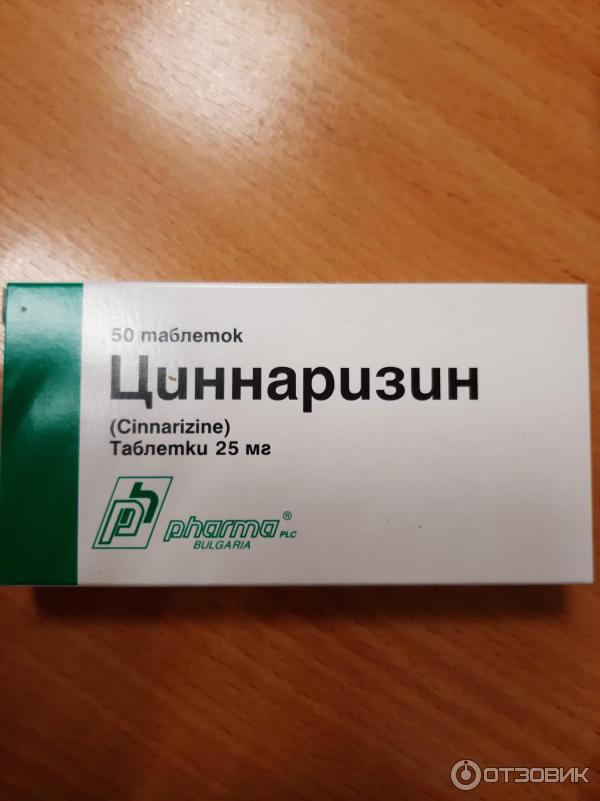 50 таблеток
Циннаризин
(Cinnarizine)
Таблетки 25 мг
pharma® PLC
BULGARIA
ОТЗОВИК